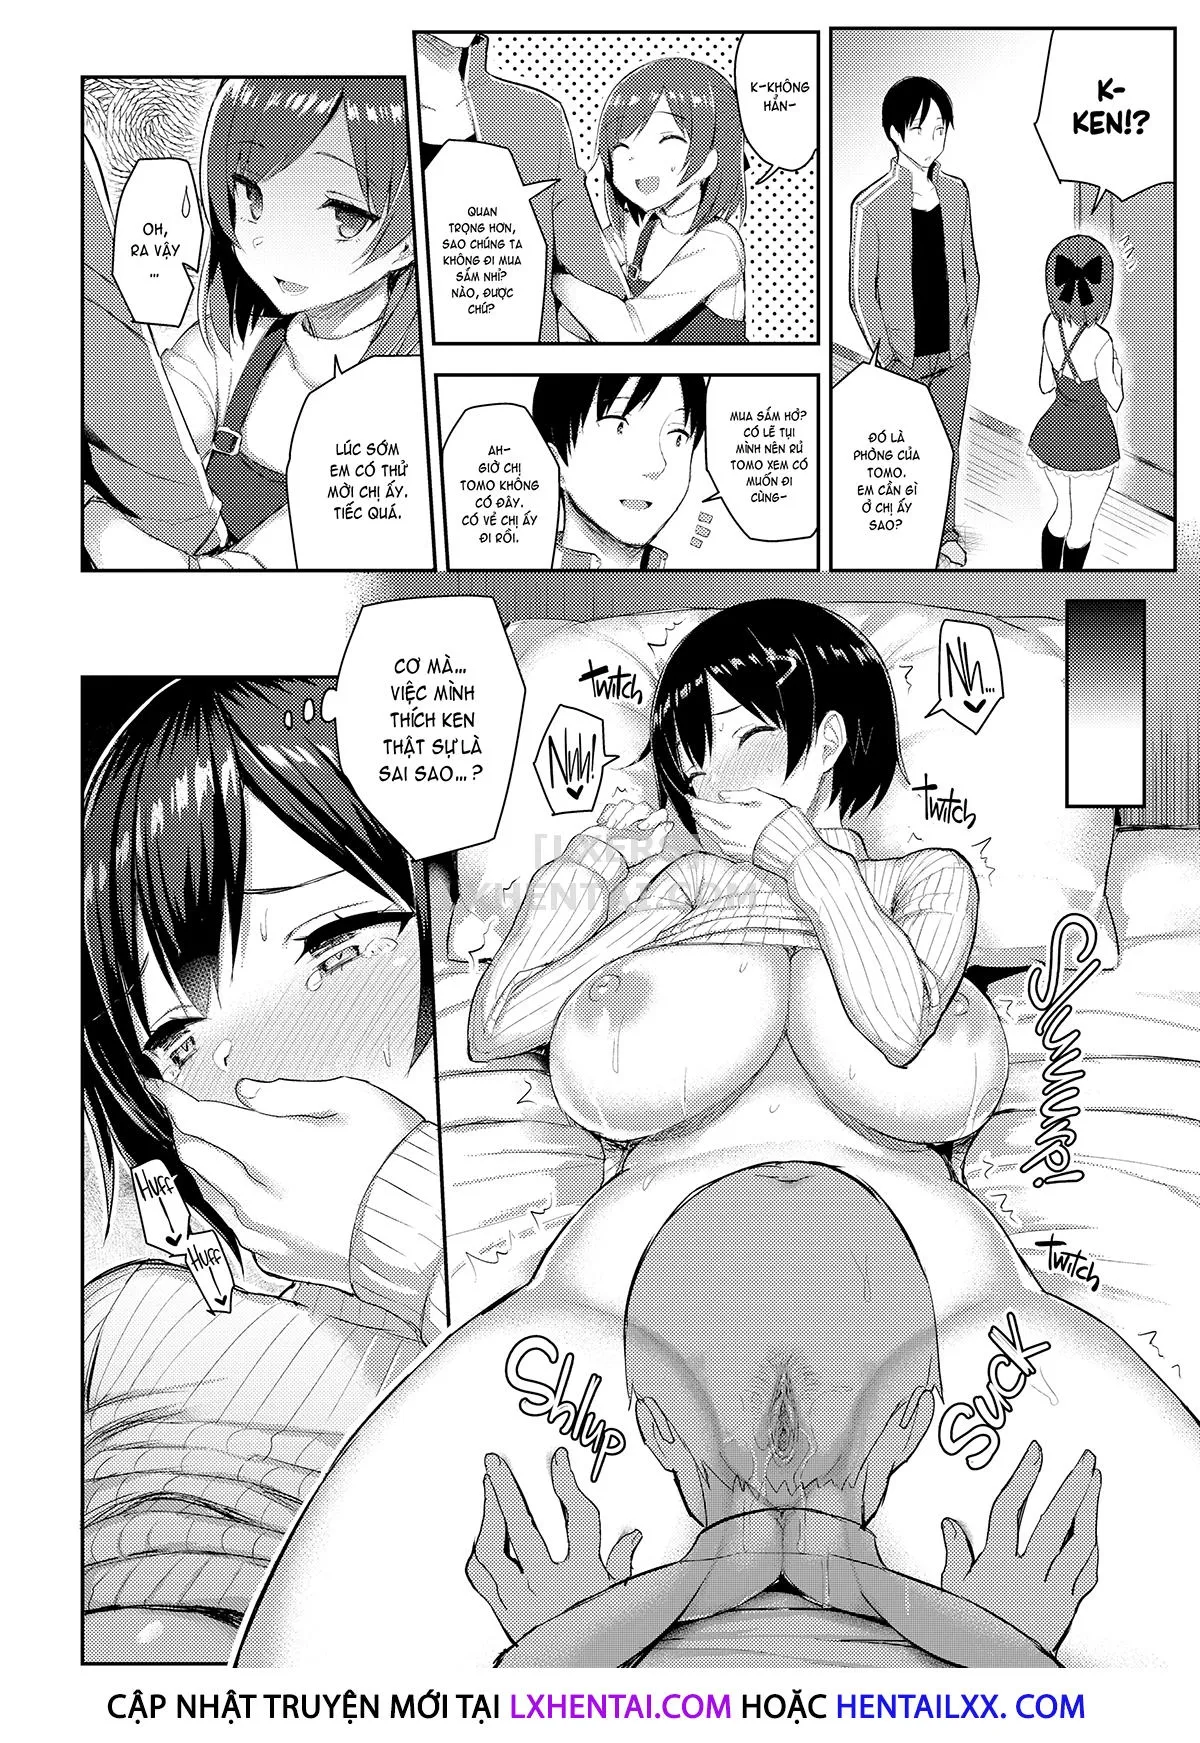 K-
KEN!?
ĐÓ LÀ
PHÒNG CỦA
TOMO.
EM CẦN GÌ
Ở CHỊ ẤY
SAO?
K-KHÔNG
HẲN-
QUAN
TRỌNG HƠN,
SAO CHÚNG TA
KHÔNG ĐI MUA
SẮM NHỈ?
NÀO, ĐƯỢC
CHỨ?
MUA SẮM HỞ?
CÓ LẼ TỤI
MÌNH NÊN RỦ
TOMO XEM CÓ
MUỐN ĐI
CÙNG-
AH-
GIỜ CHỊ
TOMO KHÔNG
CÓ ĐÂY.
CÓ VẺ CHỊ ẤY
ĐI RỒI.
LÚC SỚM
EM CÓ THỬ
MỜI CHỊ ẤY.
TIẾC QUÁ.
OH,
RA VẬY
...
NH...
TWITCH
NHH!
TWITCH
SLUUURP!
TWITCH
SUCK
SHLUP
CƠ MÀ...
VIỆC MÌNH
THÍCH KEN
THẬT SỰ LÀ
SAI SAO...?
HUFF
HUFF
[LXERS]
LXHENTAI.COM
CẬP NHẬT TRUYỆN MỚI TẠI LXHENTAI.COM HOẶC HENTAILXX. COM